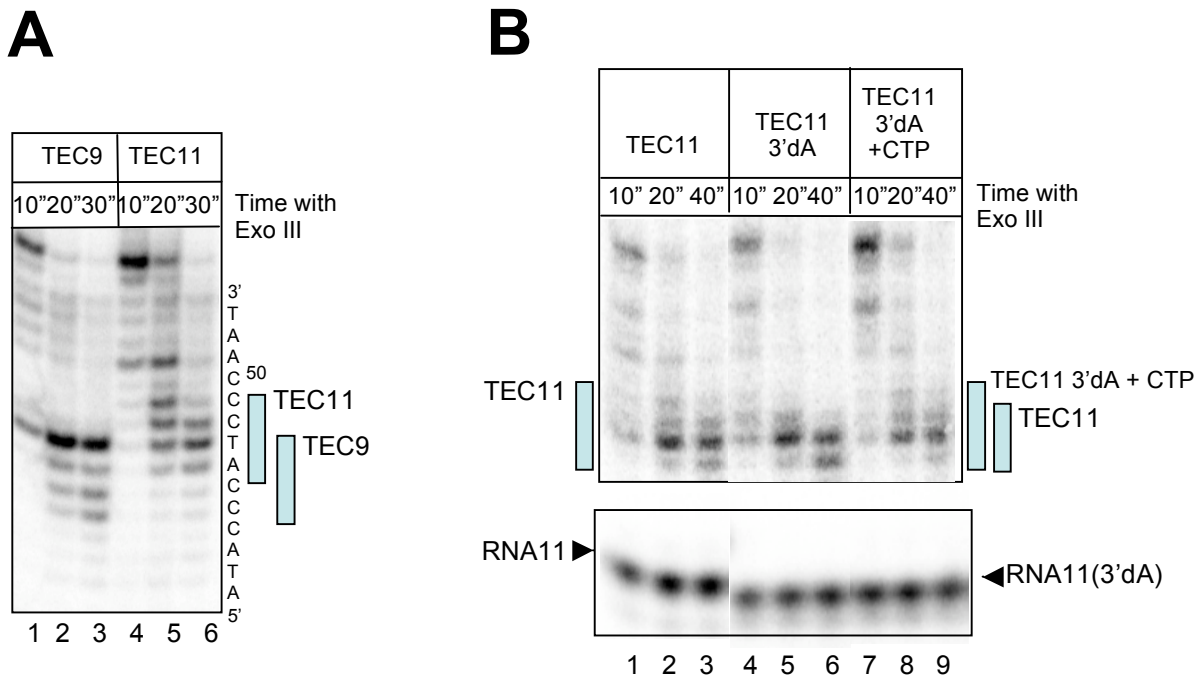 A
TEC9 TEC11
10”20”30”10”20”30”
Time with
Exo III
3’
T
A
A
C 50
C
C
T
A
C
C
C
A
T
A
5’
TEC11
TEC9
1 2 3 4 5 6
B
TEC11
TEC11
3’dA
TEC11
3’dA
+CTP
10” 20” 40” 10” 20”40” 10”20” 40”
Time with
Exo III
TEC11
TEC11 3’dA + CTP
TEC11
RNA11
RNA11(3’dA)
1 2 3 4 5 6 7 8 9